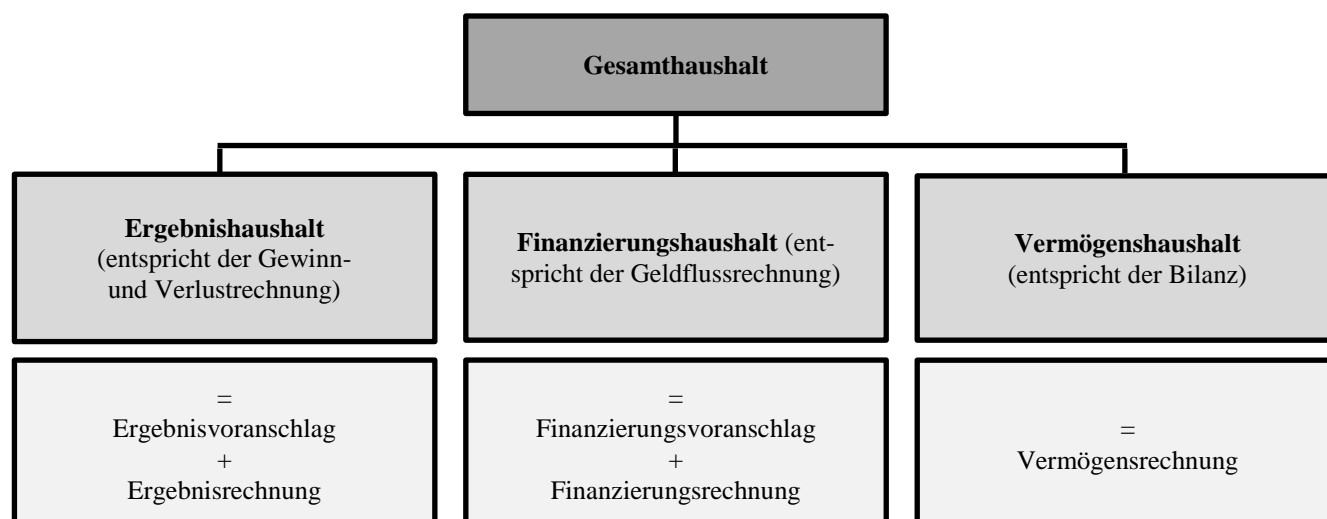 Gesamthaushalt
Ergebnishaushalt
(entspricht der Gewinn-
und Verlustrechnung)
Finanzierungshaushalt (ent-
spricht der Geldflussrechnung)
Vermögenshaushalt
(entspricht der Bilanz)
=
Ergebnisvoranschlag
+
Ergebnisrechnung
=
Finanzierungsvoranschlag
+
Finanzierungsrechnung
=
Vermögensrechnung